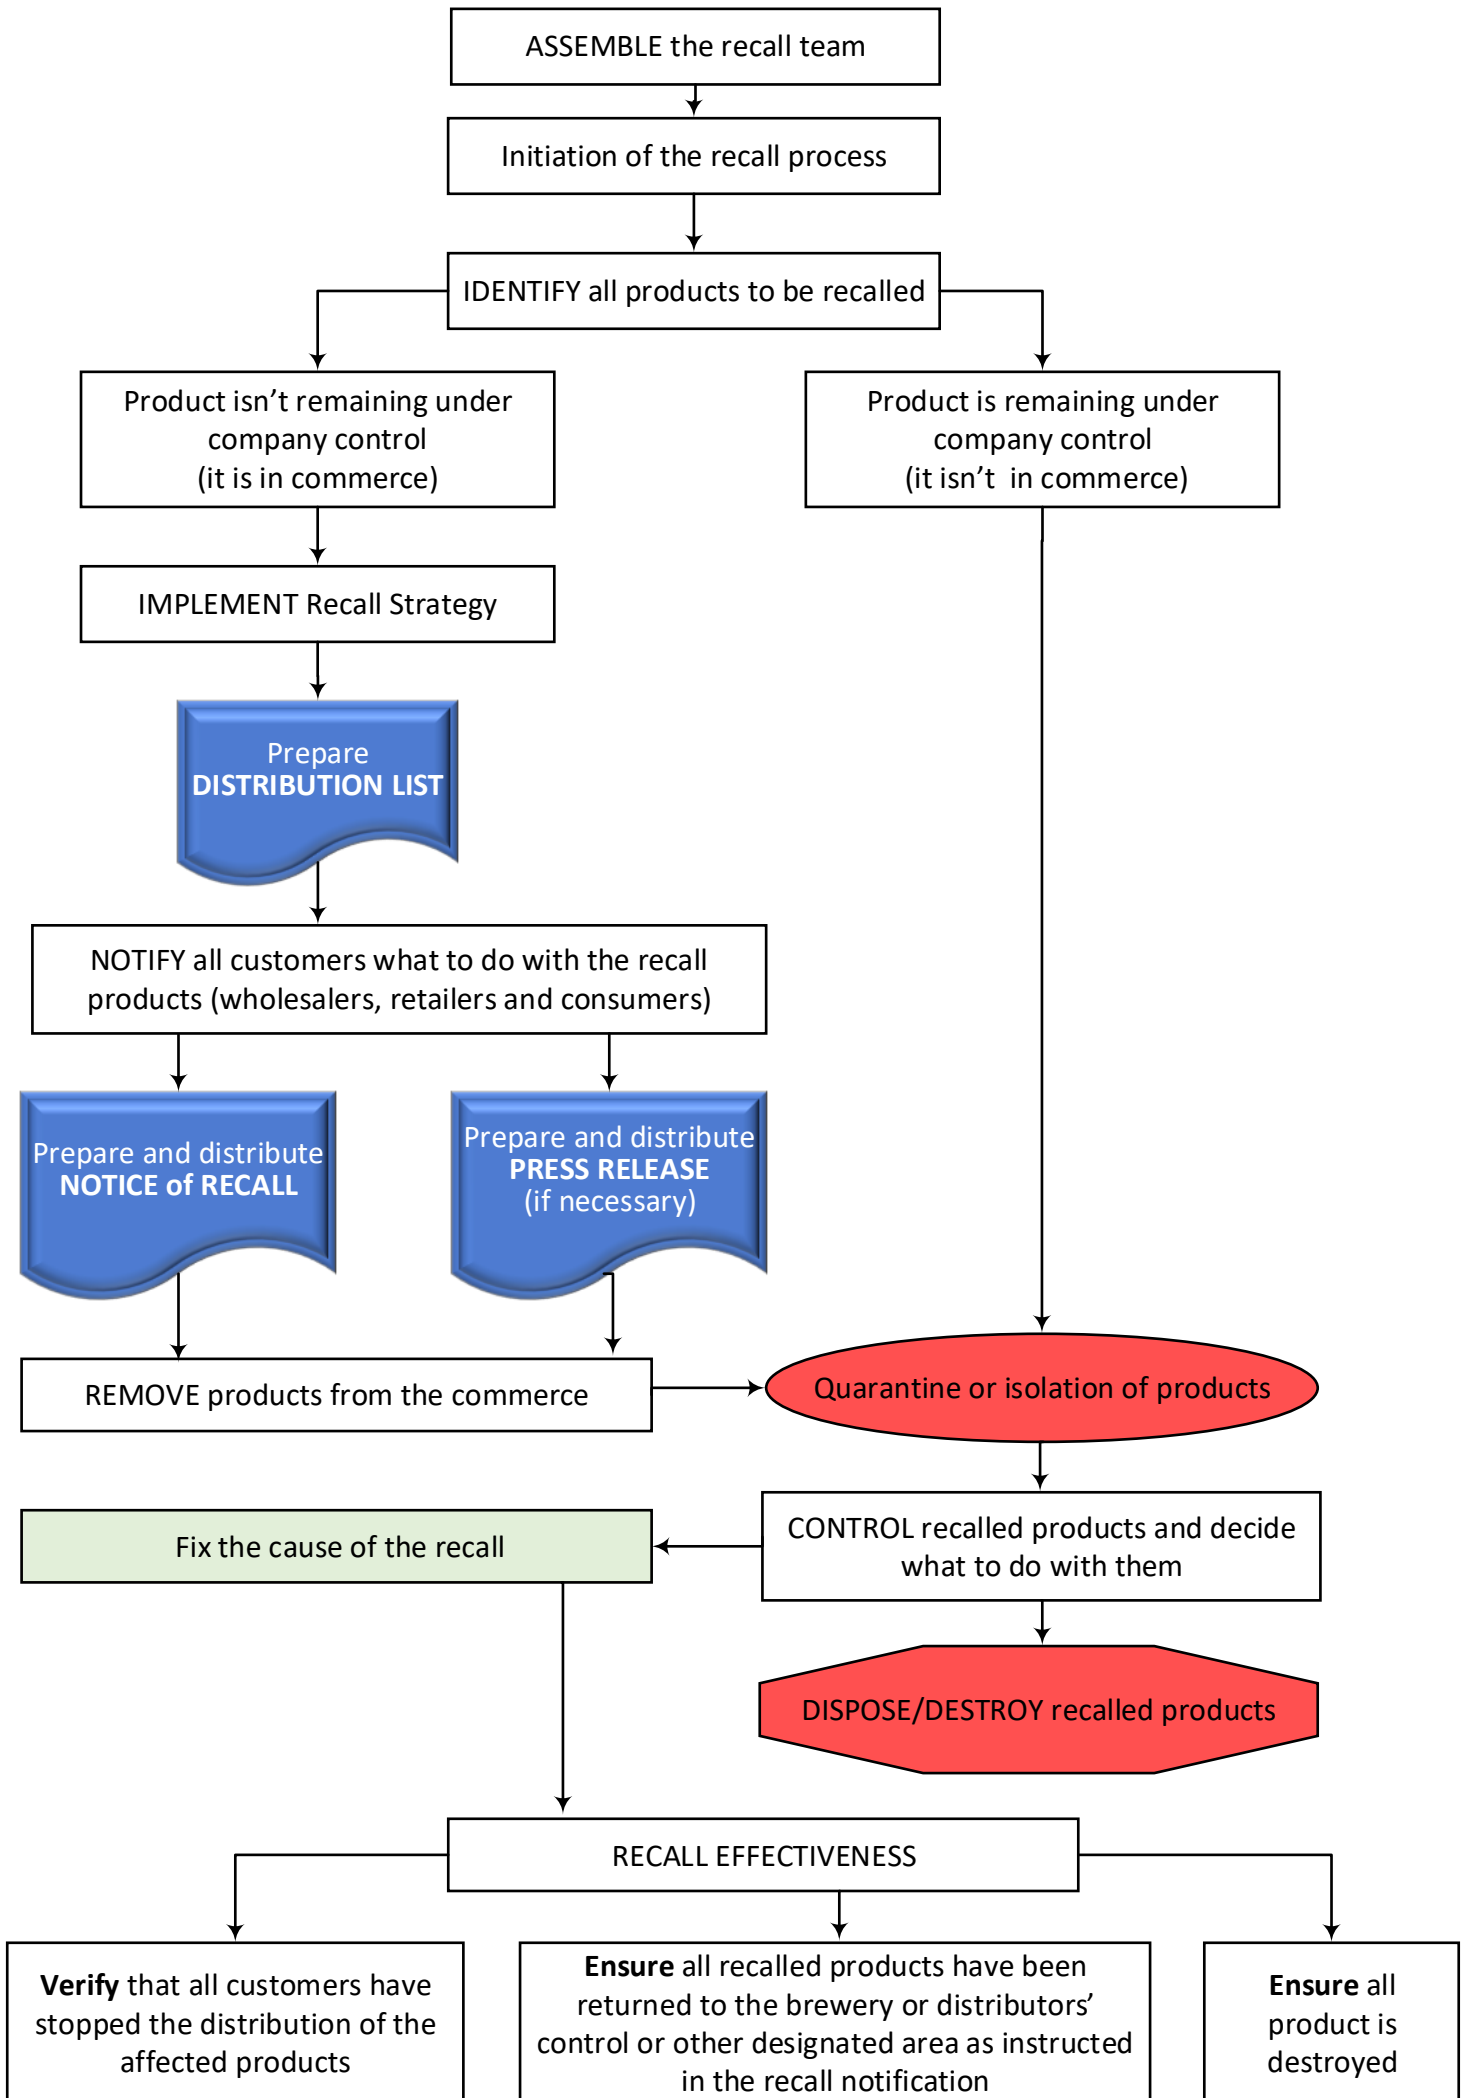 ASSEMBLE the recall team
Initiation of the recall process
IDENTIFY all products to be recalled
Product isn’t remaining under
company control
(it is in commerce)
Product is remaining under
company control
(it isn’t  in commerce)
IMPLEMENT Recall Strategy
Prepare
DISTRIBUTION LIST
NOTIFY all customers what to do with the recall
products (wholesalers, retailers and consumers)
Prepare and distribute
NOTICE of RECALL
Prepare and distribute
PRESS RELEASE
(if necessary)
REMOVE products from the commerce
Quarantine or isolation of products
Fix the cause of the recall
CONTROL recalled products and decide
what to do with them
DISPOSE/DESTROY recalled products
RECALL EFFECTIVENESS
Verify that all customers have
stopped the distribution of the
affected products
Ensure all recalled products have been
returned to the brewery or distributors’
control or other designated area as instructed
in the recall notification
Ensure all
product is
destroyed